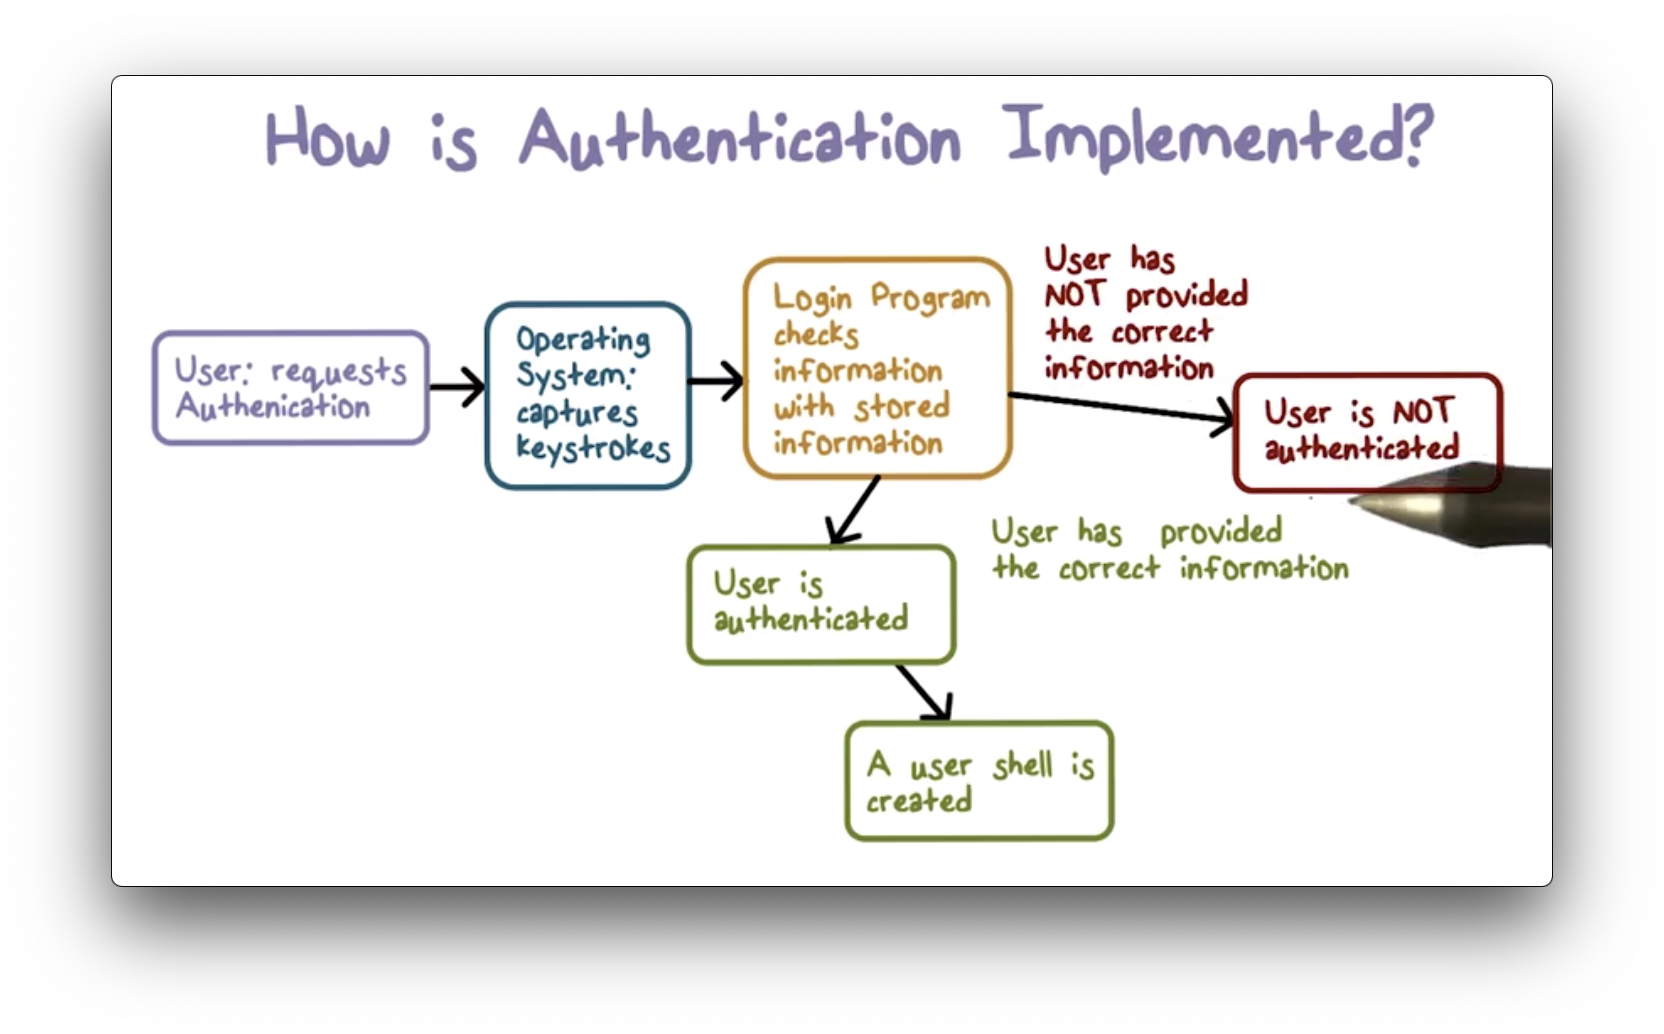 How is Authentication Implemented?
User: requests
Authenication
Operating
System:
captures
keystrokes
Login Program
checks
information
with stored
information
User has
NOT provided
the correct
information
User is NOT
authenticated
User has provided
the correct information
User is
authenticated
A user shell is
created